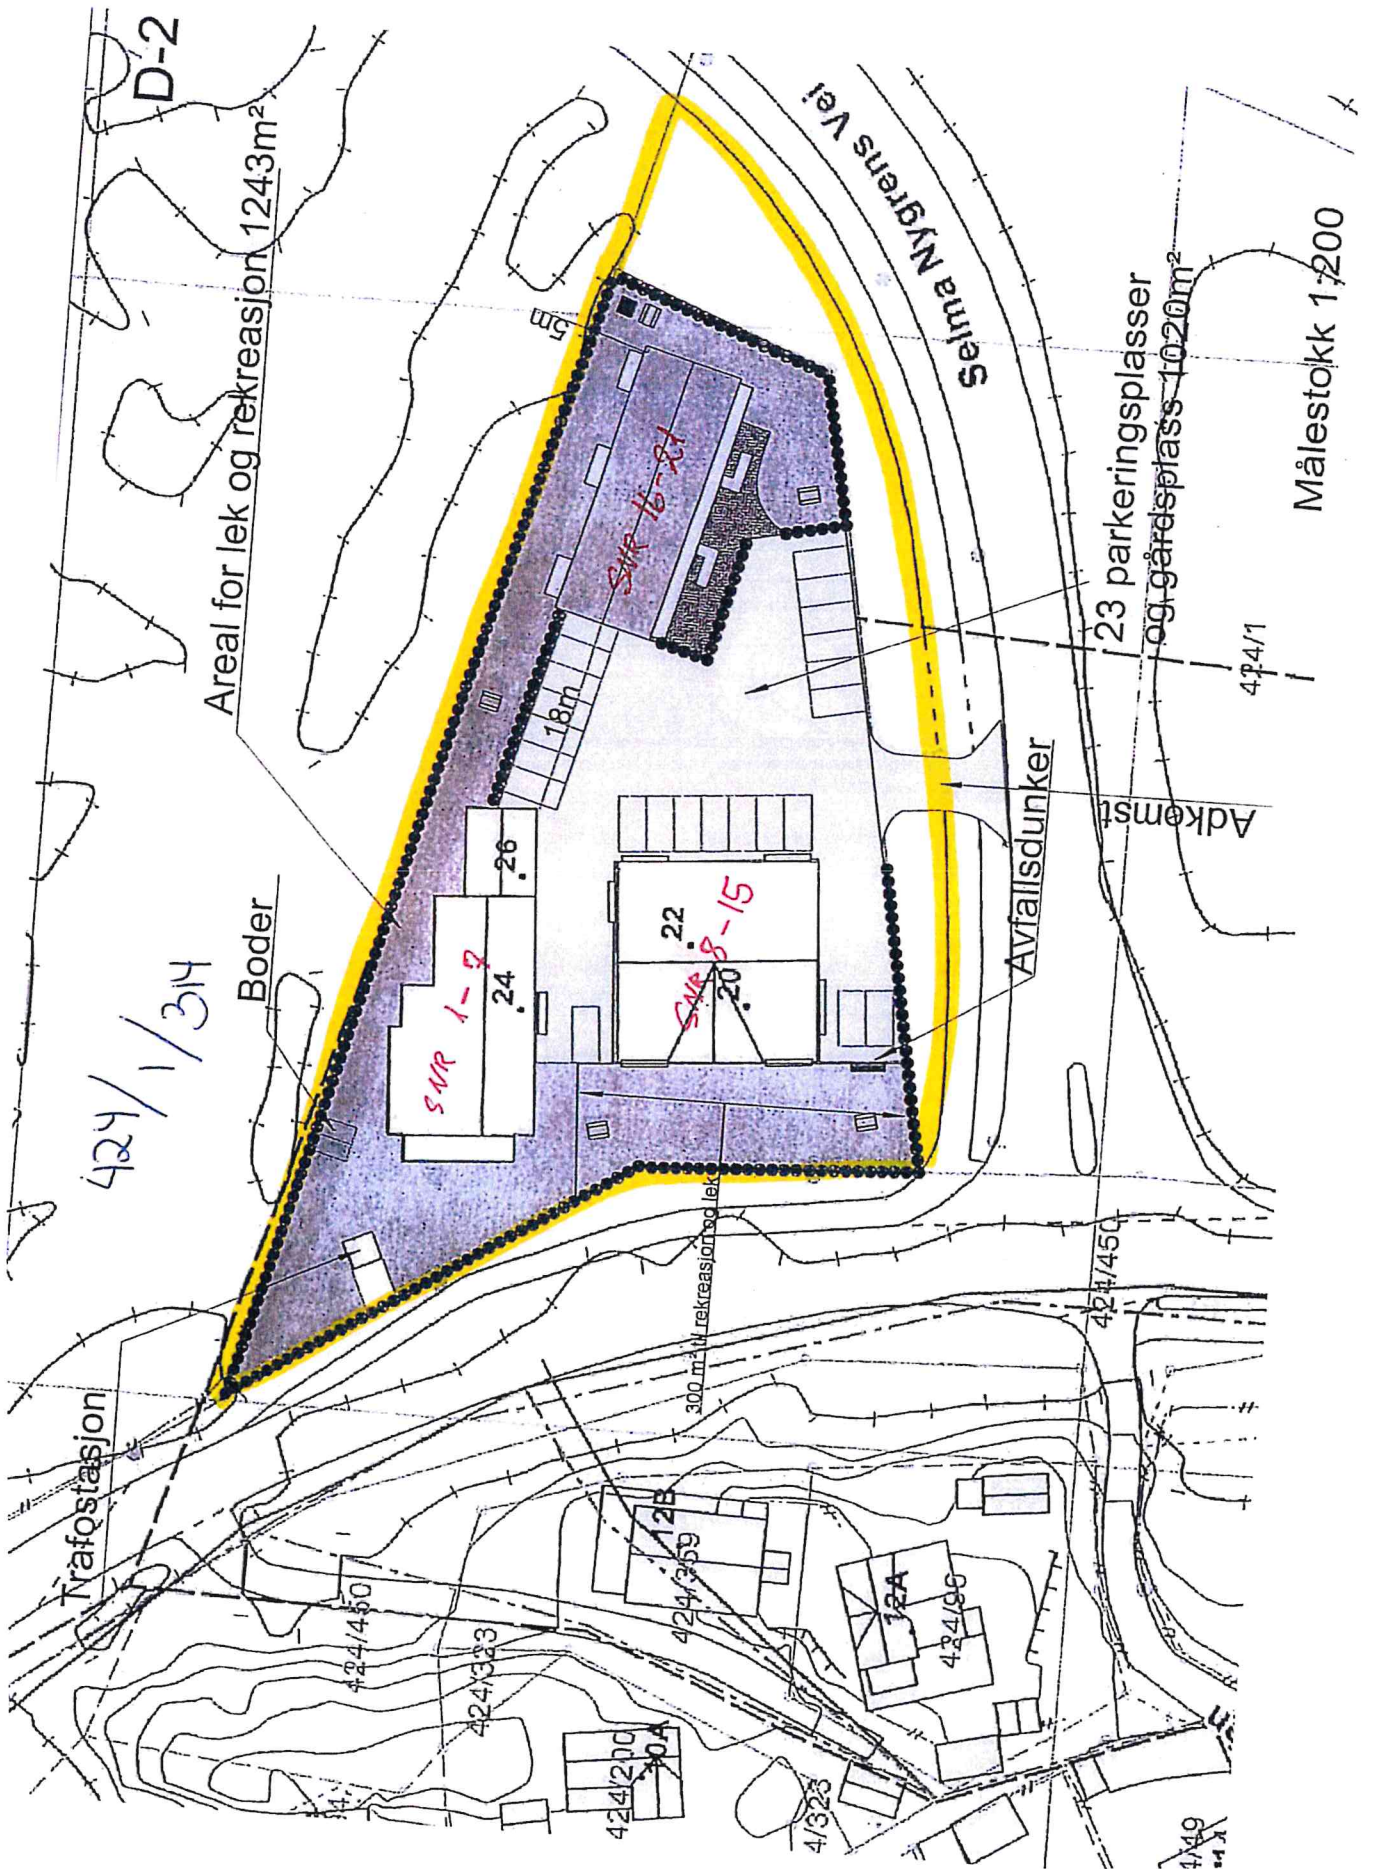 D-2
Areal for lek og rekreasjon 1243m²
5m
Selma Nygrens Vei
SNR 16-21
18m
23 parkeringsplasser
og gårdsplass 1020m²
Målestokk 1:200
424/1
Adkomst
Avfallsdunker
Boder
424/1/314
26
24
SNR 1-7
22
20
SNR 8-15
300 m² til rekreasjon og lek
Trafostasjon
424/450
424/450
424/323
12B
424/359
12A
424/96
424/200
4/323